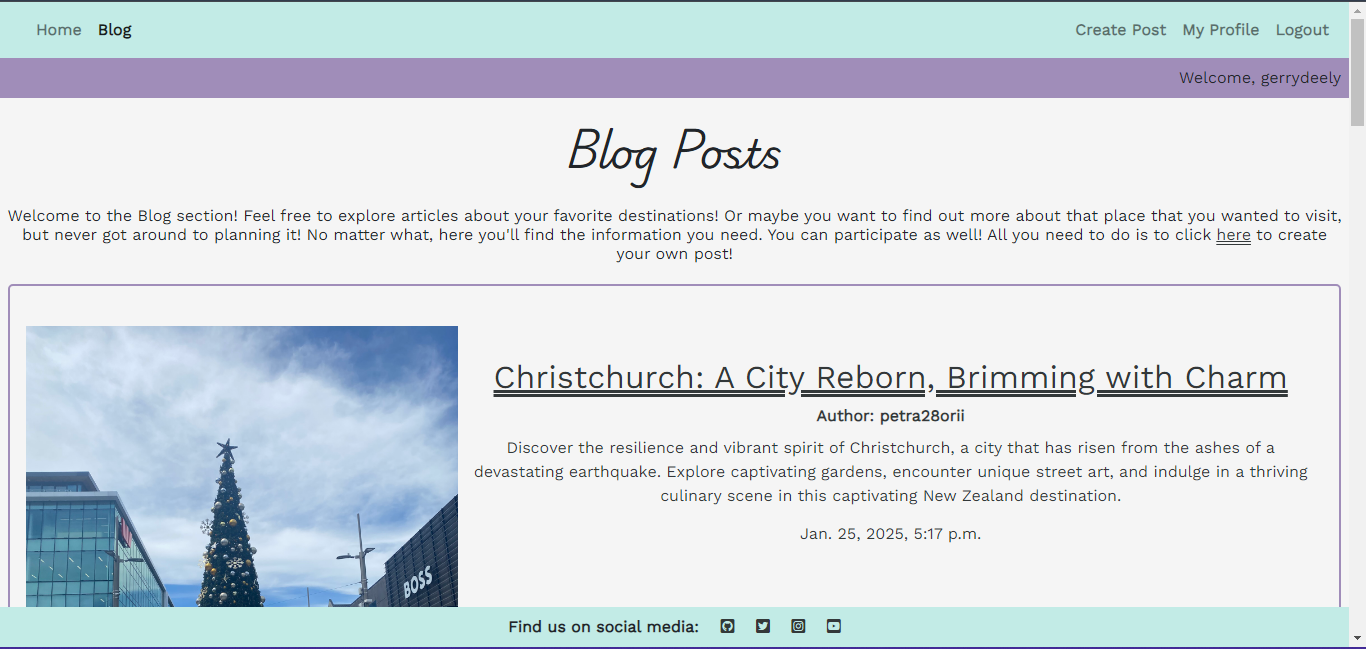 Home Blog Create Post My Profile Logout
Welcome, gerrydeely
Blog Posts
Welcome to the Blog section! Feel free to explore articles about your favorite destinations! Or maybe you want to find out more about that place that you wanted to visit,
but never got around to planning it! No matter what, here you'll find the information you need. You can participate as well! All you need to do is to click here to create
your own post!
Christchurch: A City Reborn, Brimming with Charm
Author: petra28orii
Discover the resilience and vibrant spirit of Christchurch, a city that has risen from the ashes of a
devastating earthquake. Explore captivating gardens, encounter unique street art, and indulge in a thriving
culinary scene in this captivating New Zealand destination.
Jan. 25, 2025, 5:17 p.m.
BOSS
Find us on social media: